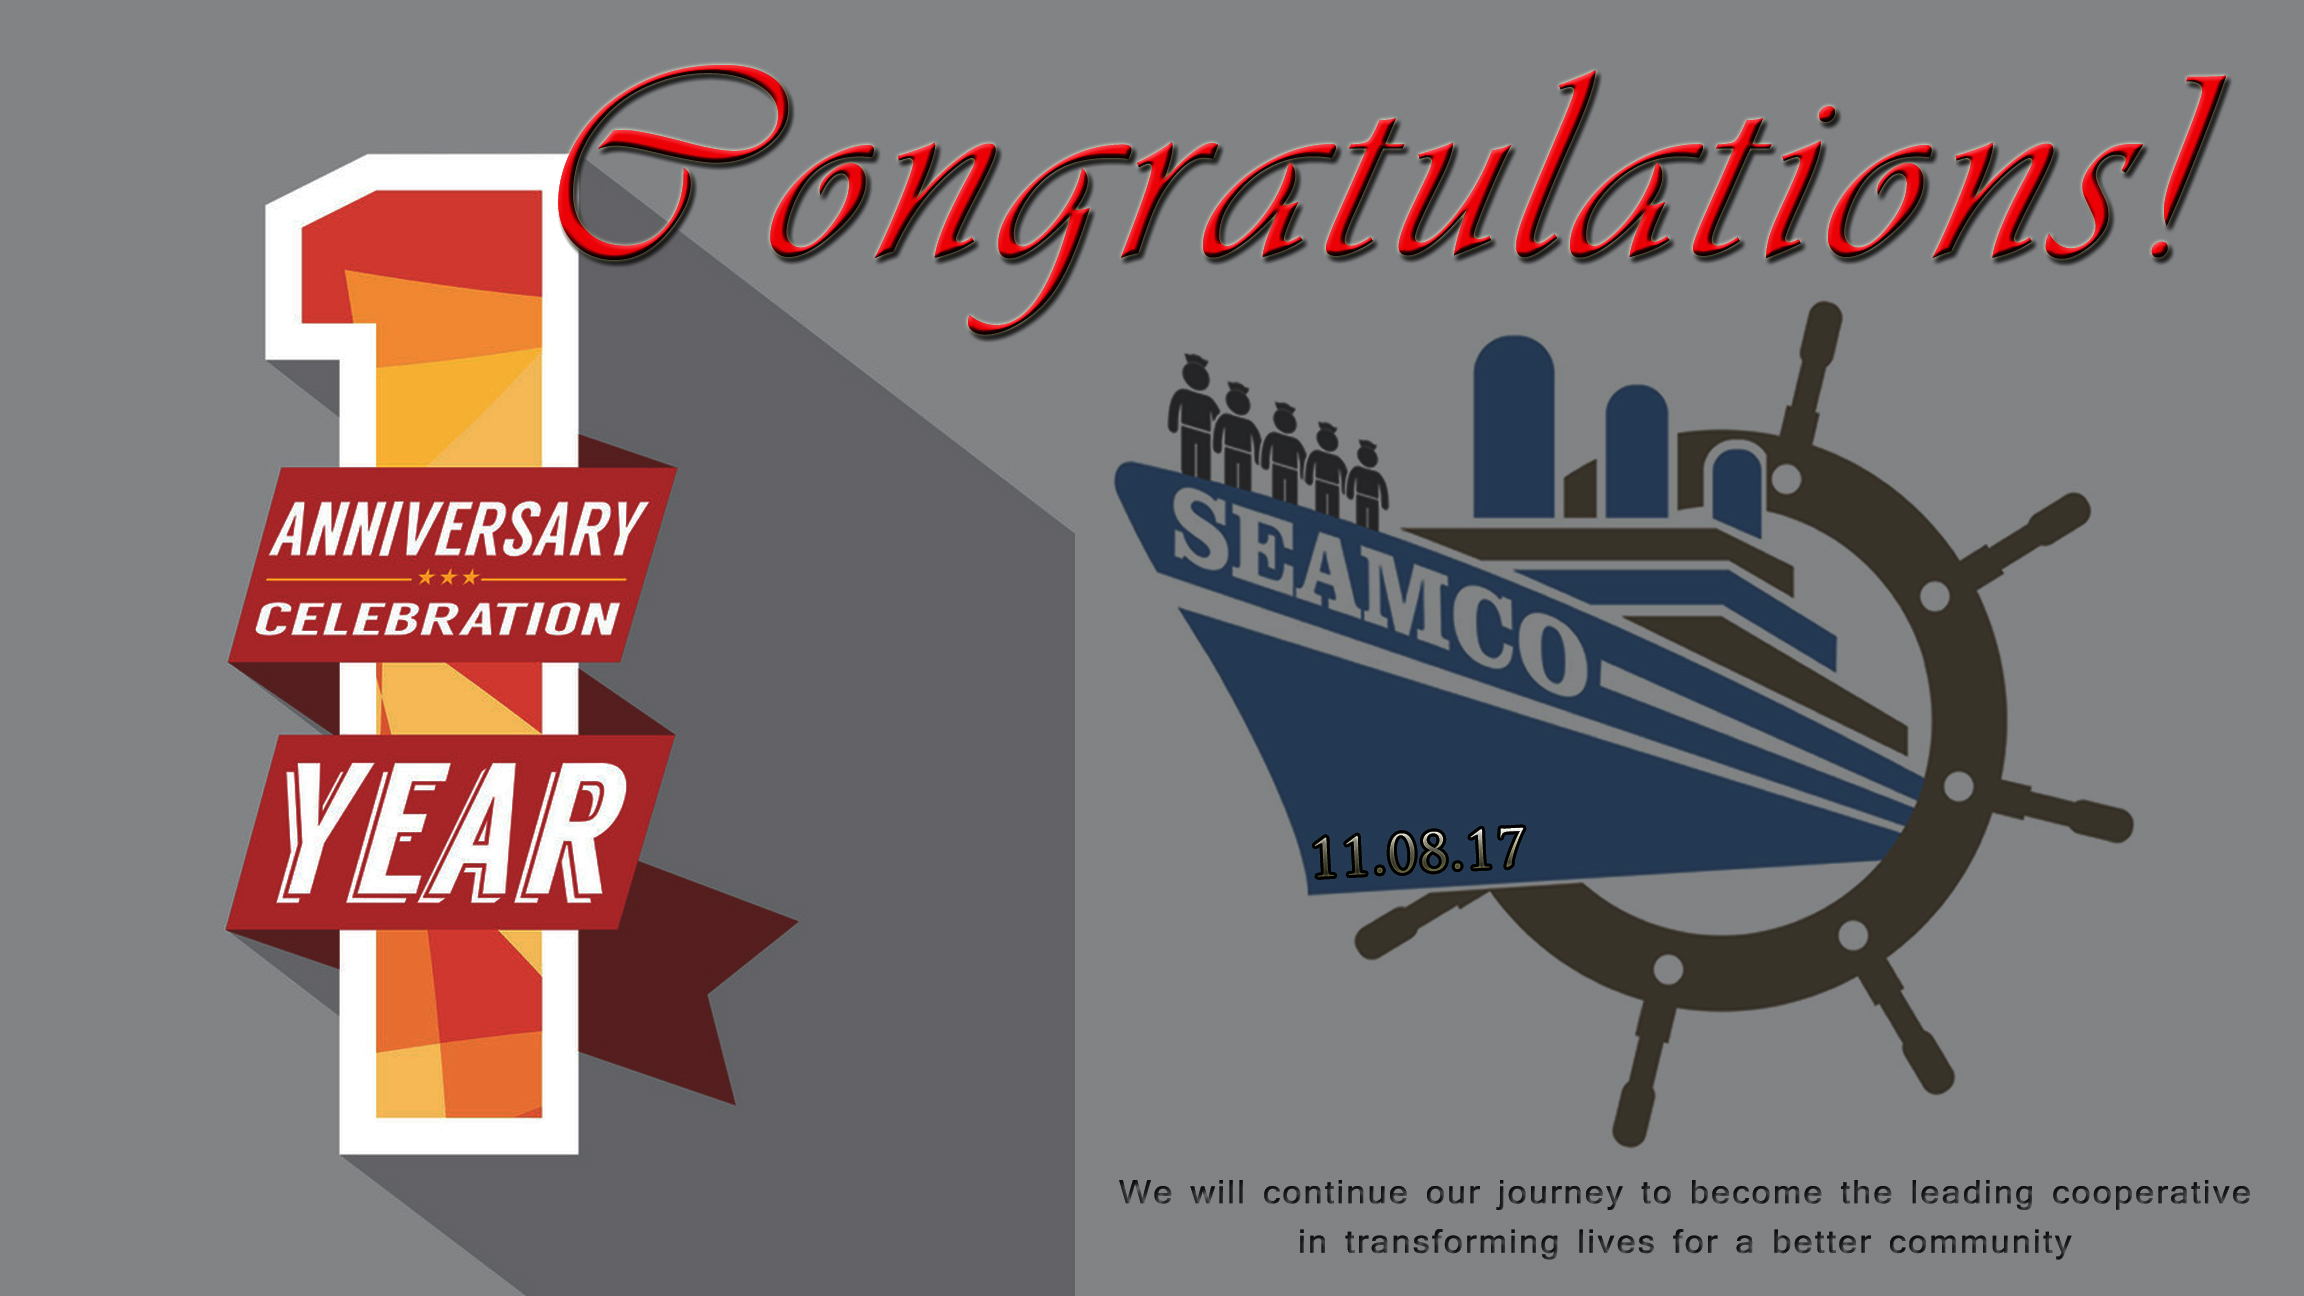 Congratulations!
ANNIVERSARY
CELEBRATION
YEAR
SEAMCO
11.08.17
We will continue our journey to become the leading cooperative
in transforming lives for a better community